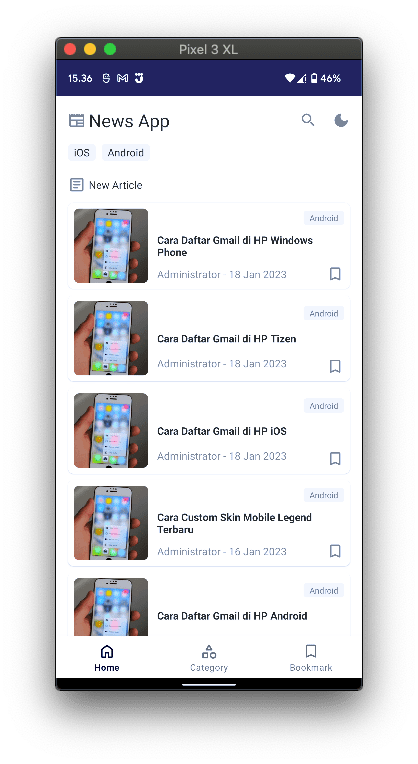 Pixel 3 XL
15.36
46%
News App
iOS
Android
New Article
Android
Cara Daftar Gmail di HP Windows
Phone
Administrator - 18 Jan 2023
Android
Cara Daftar Gmail di HP Tizen
Administrator - 18 Jan 2023
Android
Cara Daftar Gmail di HP iOS
Administrator - 18 Jan 2023
Android
Cara Custom Skin Mobile Legend
Terbaru
Administrator - 16 Jan 2023
Android
Cara Daftar Gmail di HP Android
Home
Category
Bookmark